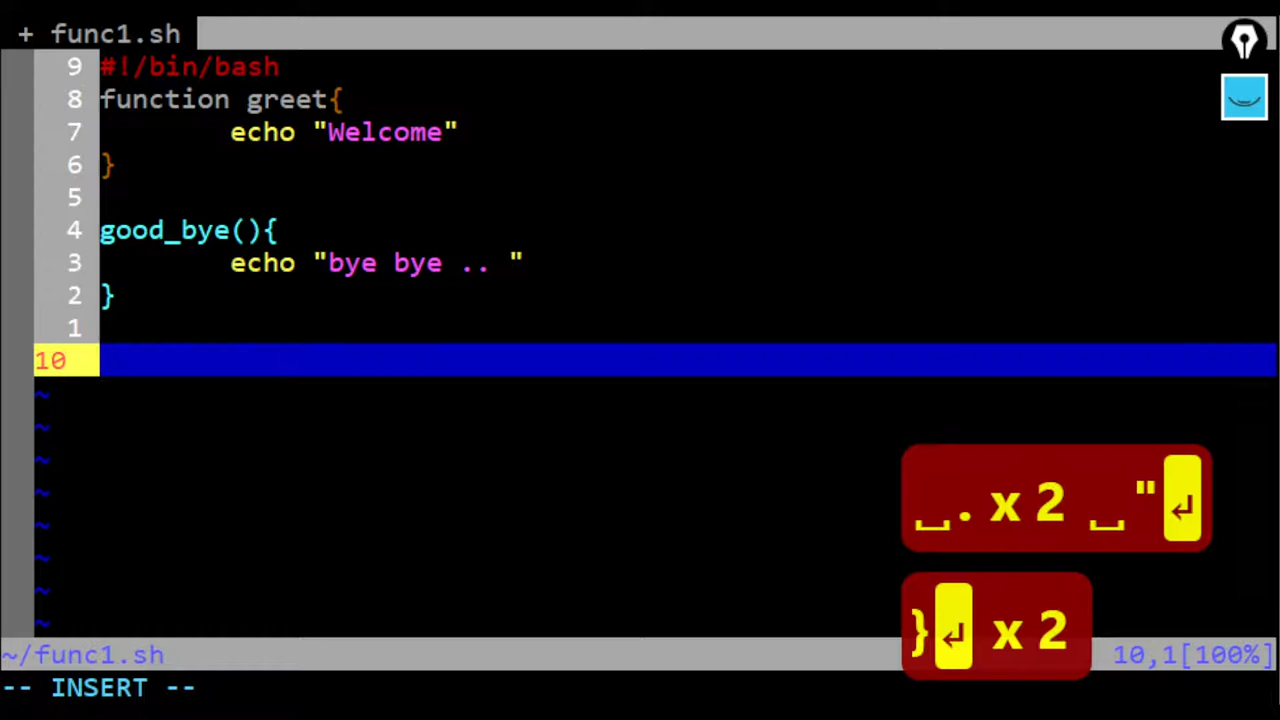 + func1.sh
9 #!/bin/bash
8 function greet{
7 echo "Welcome"
6 }
5
4 good_bye(){
3 echo "bye bye .. "
2 }
1
10
~
~
~
~
~
~
~
~
␣. x 2 ␣"↵
}↵ x 2
~/func1.sh 10,1[100%]
-- INSERT --